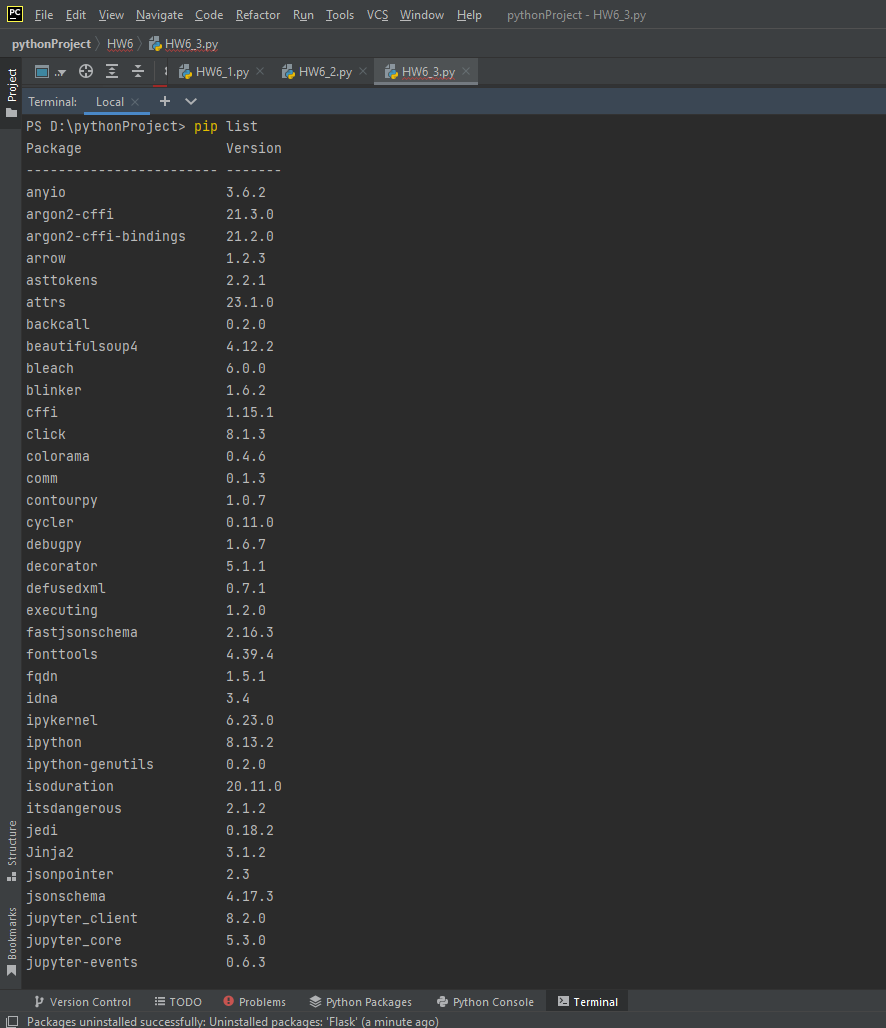 PC File Edit View Navigate Code Refactor Run Tools VCS Window Help pythonProject - HW6_3.py
pythonProject HW6 HW6_3.py
Project
HW6_1.py HW6_2.py HW6_3.py
Terminal: Local
PS D:\pythonProject> pip list
Package Version
------------------------ -------
anyio 3.6.2
argon2-cffi 21.3.0
argon2-cffi-bindings 21.2.0
arrow 1.2.3
asttokens 2.2.1
attrs 23.1.0
backcall 0.2.0
beautifulsoup4 4.12.2
bleach 6.0.0
blinker 1.6.2
cffi 1.15.1
click 8.1.3
colorama 0.4.6
comm 0.1.3
contourpy 1.0.7
cycler 0.11.0
debugpy 1.6.7
decorator 5.1.1
defusedxml 0.7.1
executing 1.2.0
fastjsonschema 2.16.3
fonttools 4.39.4
fqdn 1.5.1
idna 3.4
ipykernel 6.23.0
ipython 8.13.2
ipython-genutils 0.2.0
isoduration 20.11.0
itsdangerous 2.1.2
jedi 0.18.2
Jinja2 3.1.2
jsonpointer 2.3
jsonschema 4.17.3
jupyter_client 8.2.0
jupyter_core 5.3.0
jupyter-events 0.6.3
Structure
Bookmarks
Version Control TODO Problems Python Packages Python Console Terminal
Packages uninstalled successfully: Uninstalled packages: 'Flask' (a minute ago)